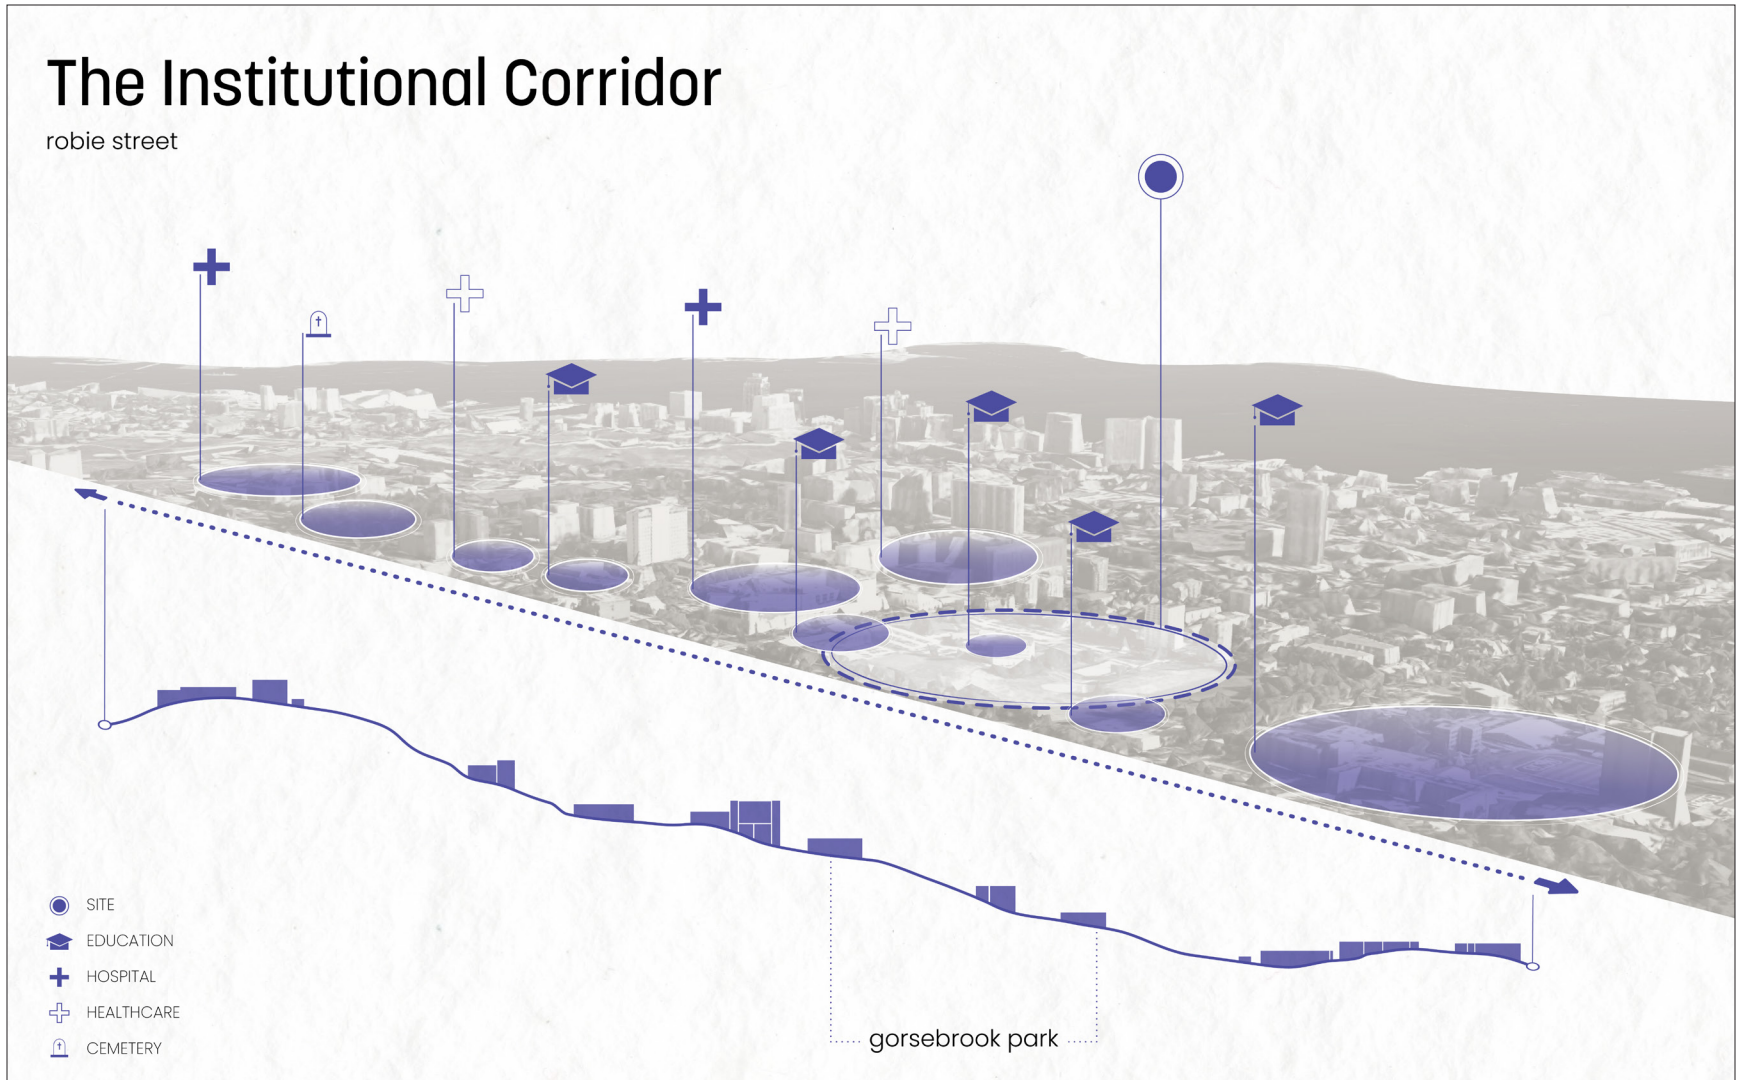 The Institutional Corridor
robie street
SITE
EDUCATION
HOSPITAL
HEALTHCARE
CEMETERY
gorsebrook park